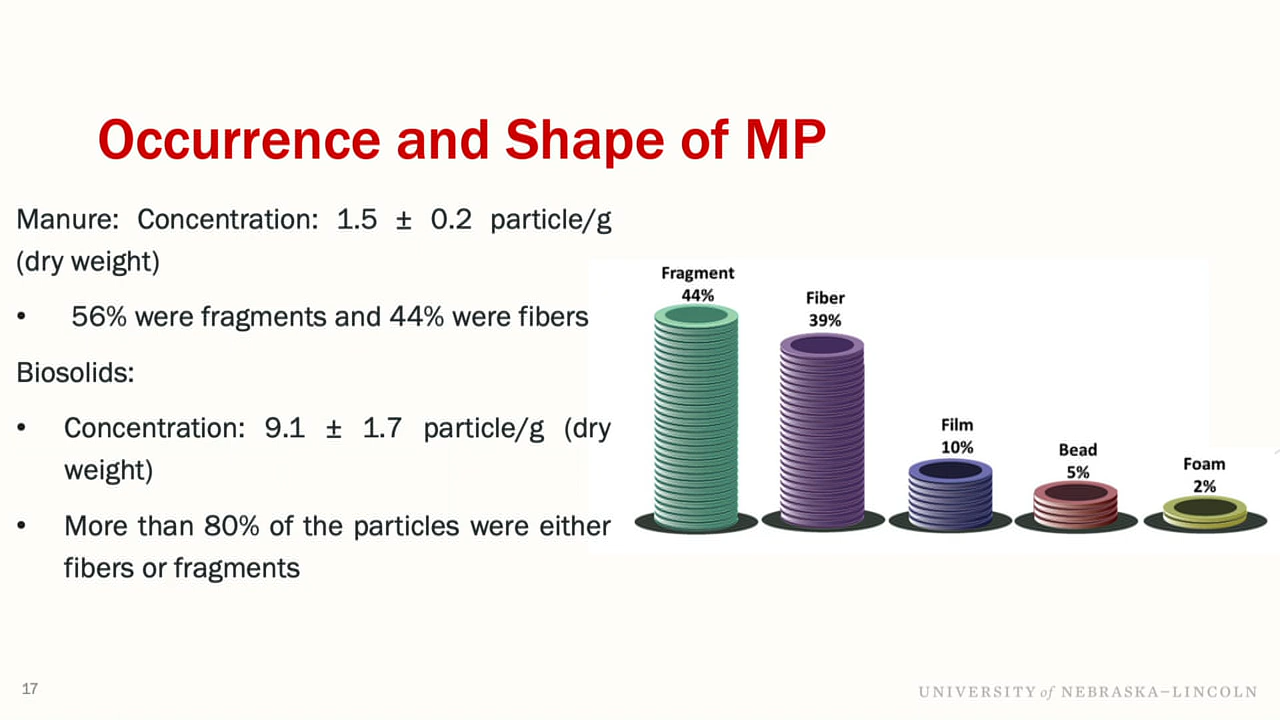 Occurrence and Shape of MP
Manure: Concentration: 1.5 ± 0.2 particle/g
(dry weight)
• 56% were fragments and 44% were fibers
Biosolids:
• Concentration: 9.1 ± 1.7 particle/g (dry
weight)
• More than 80% of the particles were either
fibers or fragments
Fragment
44%
Fiber
39%
Film
10%
Bead
5%
Foam
2%
17
UNIVERSITY of NEBRASKA–LINCOLN